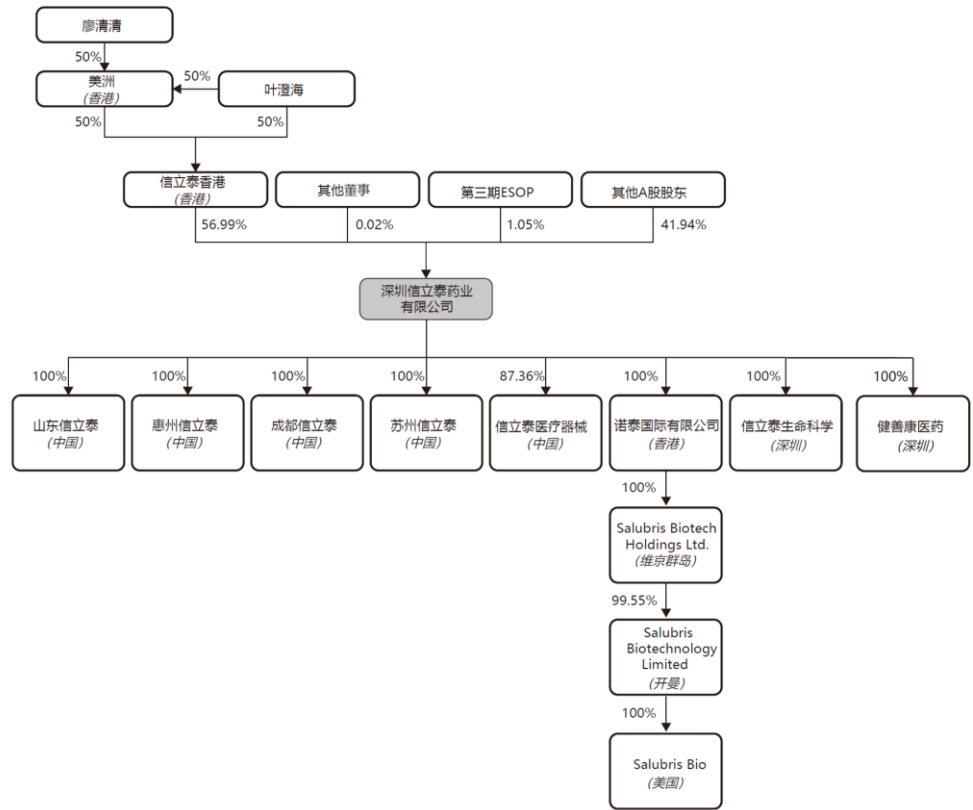 廖清清
50%
美洲
(香港)
50%
叶澄海
50%
50%
信立泰香港
(香港)
其他董事
第三期ESOP
其他A股股东
56.99%
0.02%
1.05%
41.94%
深圳信立泰药业
有限公司
100%
100%
100%
100%
87.36%
100%
100%
100%
山东信立泰
(中国)
惠州信立泰
(中国)
成都信立泰
(中国)
苏州信立泰
(中国)
信立泰医疗器械
(中国)
诺泰国际有限公司
(香港)
信立泰生命科学
(深圳)
健善康医药
(深圳)
100%
Salubris Biotech
Holdings Ltd.
(维京群岛)
99.55%
Salubris
Biotechnology
Limited
(开曼)
100%
Salubris Bio
(美国)